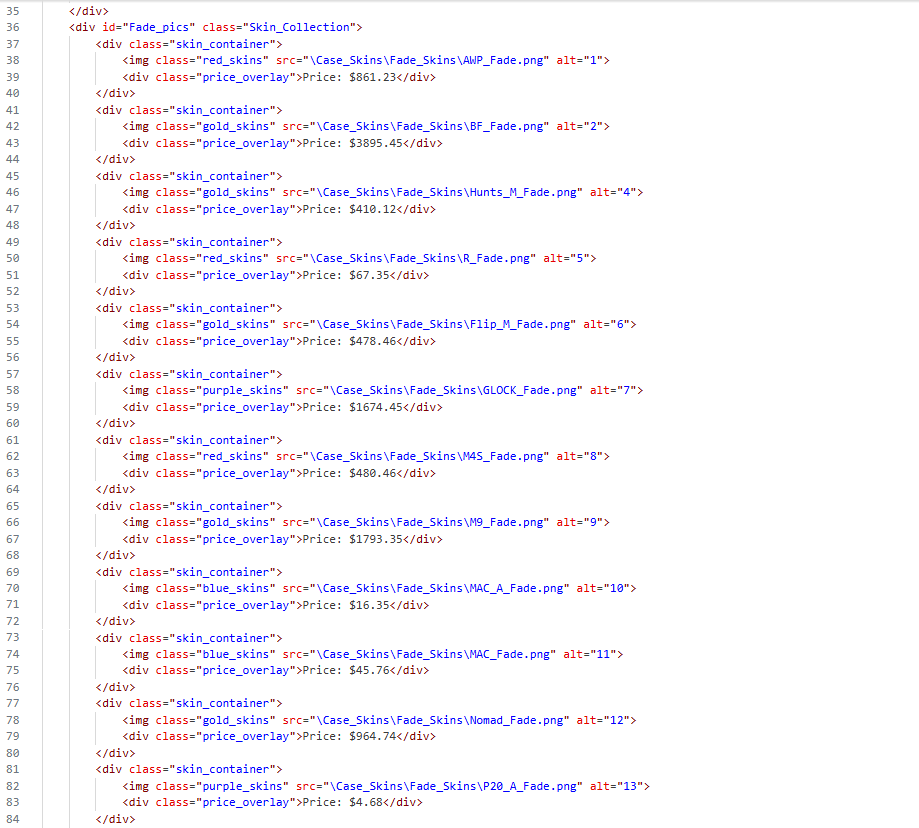 35 </div>
36 <div id="Fade_pics" class="Skin_Collection">
37 <div class="skin_container">
38 <img class="red_skins" src="\Case_Skins\Fade_Skins\AWP_Fade.png" alt="1">
39 <div class="price_overlay">Price: $861.23</div>
40 </div>
41 <div class="skin_container">
42 <img class="gold_skins" src="\Case_Skins\Fade_Skins\BF_Fade.png" alt="2">
43 <div class="price_overlay">Price: $3895.45</div>
44 </div>
45 <div class="skin_container">
46 <img class="gold_skins" src="\Case_Skins\Fade_Skins\Hunts_M_Fade.png" alt="4">
47 <div class="price_overlay">Price: $410.12</div>
48 </div>
49 <div class="skin_container">
50 <img class="red_skins" src="\Case_Skins\Fade_Skins\R_Fade.png" alt="5">
51 <div class="price_overlay">Price: $67.35</div>
52 </div>
53 <div class="skin_container">
54 <img class="gold_skins" src="\Case_Skins\Fade_Skins\Flip_M_Fade.png" alt="6">
55 <div class="price_overlay">Price: $478.46</div>
56 </div>
57 <div class="skin_container">
58 <img class="purple_skins" src="\Case_Skins\Fade_Skins\GLOCK_Fade.png" alt="7">
59 <div class="price_overlay">Price: $1674.45</div>
60 </div>
61 <div class="skin_container">
62 <img class="red_skins" src="\Case_Skins\Fade_Skins\M4S_Fade.png" alt="8">
63 <div class="price_overlay">Price: $480.46</div>
64 </div>
65 <div class="skin_container">
66 <img class="gold_skins" src="\Case_Skins\Fade_Skins\M9_Fade.png" alt="9">
67 <div class="price_overlay">Price: $1793.35</div>
68 </div>
69 <div class="skin_container">
70 <img class="blue_skins" src="\Case_Skins\Fade_Skins\MAC_A_Fade.png" alt="10">
71 <div class="price_overlay">Price: $16.35</div>
72 </div>
73 <div class="skin_container">
74 <img class="blue_skins" src="\Case_Skins\Fade_Skins\MAC_Fade.png" alt="11">
75 <div class="price_overlay">Price: $45.76</div>
76 </div>
77 <div class="skin_container">
78 <img class="gold_skins" src="\Case_Skins\Fade_Skins\Nomad_Fade.png" alt="12">
79 <div class="price_overlay">Price: $964.74</div>
80 </div>
81 <div class="skin_container">
82 <img class="purple_skins" src="\Case_Skins\Fade_Skins\P20_A_Fade.png" alt="13">
83 <div class="price_overlay">Price: $4.68</div>
84 </div>